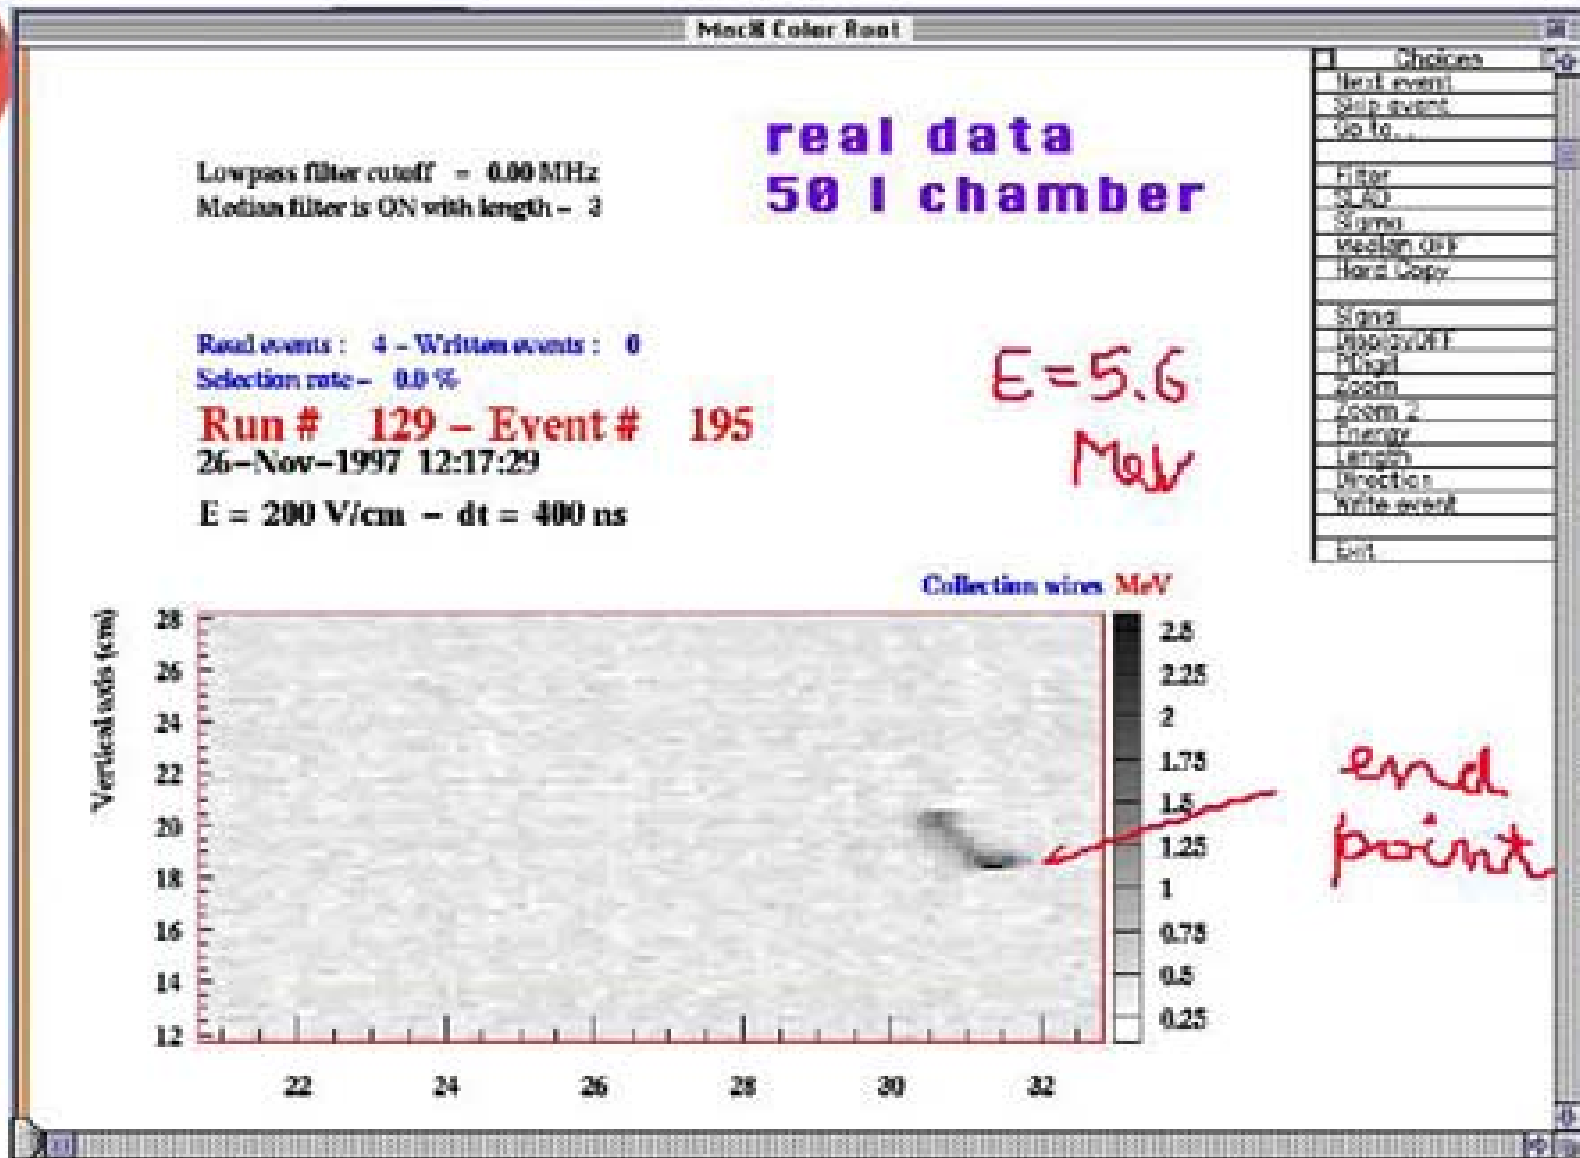 MacX Color Root
real data
50 l chamber
Lowpass filter cutoff = 0.00 MHz
Median filter is ON with length – 3
Read events : 4 – Written events : 0
Selection rate – 0.0 %
Run # 129 – Event # 195
26–Nov–1997 12:17:29
E = 200 V/cm – dt = 400 ns
E=5.6
MeV
Choices
Next event
Skip event
Go to..
Filter
Sigma
Median OFF
Hard Copy
Signal
DisplayOFF
Zoom
Zoom 2
Energy
Length
Direction
Write event
Exit
Collection wires MeV
Vertical axis (cm)
28
26
24
22
20
18
16
14
12
22 24 26 28 30 32
2.5
2.25
2
1.75
1.5
1.25
1
0.75
0.5
0.25
end
point